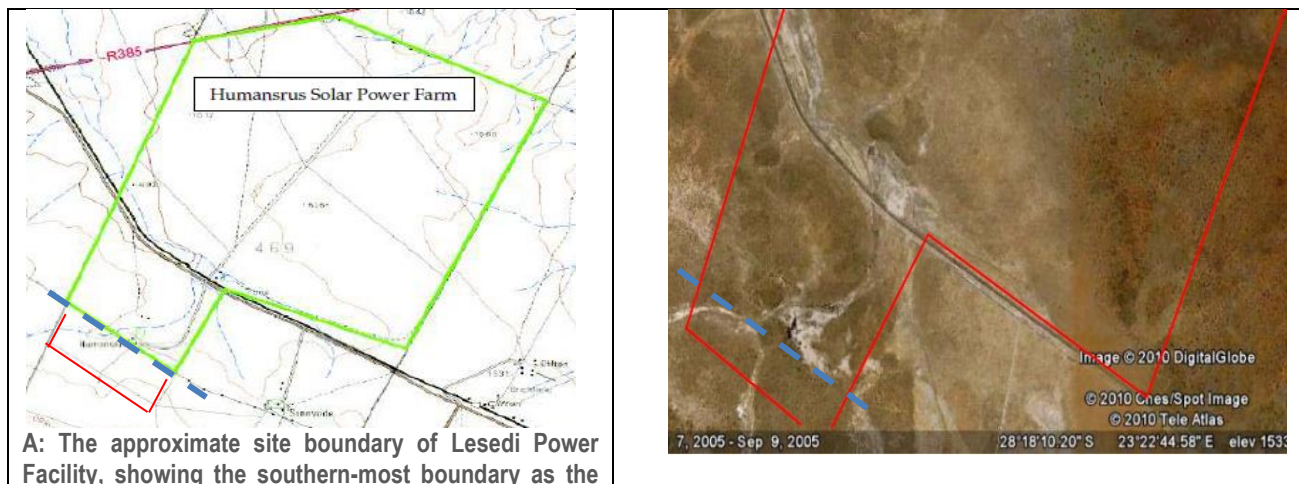 R385
Humansrus Solar Power Farm
469
Sunnyside
A: The approximate site boundary of Lesedi Power
Facility, showing the southern-most boundary as the
Image © 2010 DigitalGlobe
© 2010 Cnes/Spot Image
© 2010 Tele Atlas
7, 2005 - Sep 9, 2005
28°18'10.20" S 23°22'44.58" E elev 1533